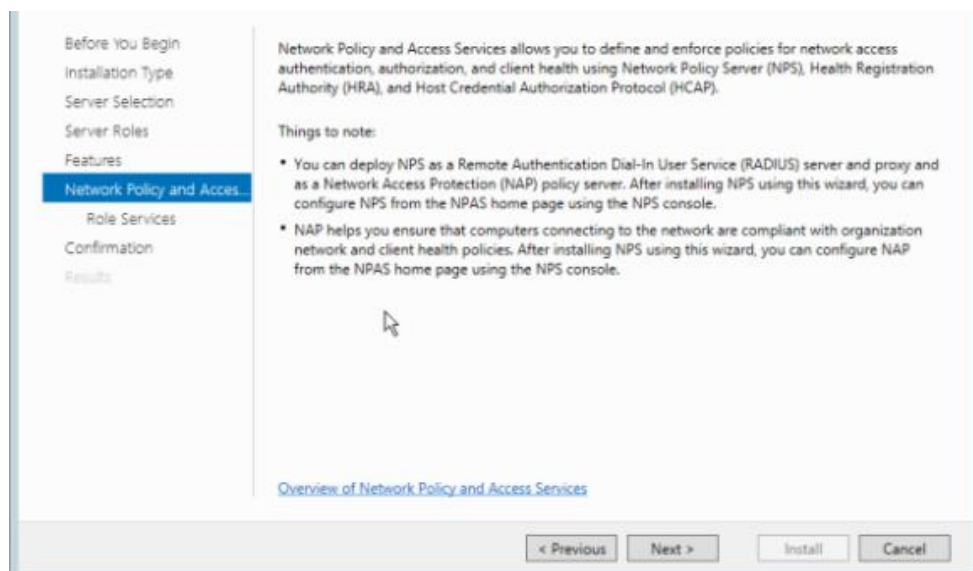 Before You Begin
Installation Type
Server Selection
Server Roles
Features
Network Policy and Acces...
Role Services
Confirmation
Results
Network Policy and Access Services allows you to define and enforce policies for network access
authentication, authorization, and client health using Network Policy Server (NPS), Health Registration
Authority (HRA), and Host Credential Authorization Protocol (HCAP).
Things to note:
• You can deploy NPS as a Remote Authentication Dial-In User Service (RADIUS) server and proxy and
as a Network Access Protection (NAP) policy server. After installing NPS using this wizard, you can
configure NPS from the NPAS home page using the NPS console.
• NAP helps you ensure that computers connecting to the network are compliant with organization
network and client health policies. After installing NPS using this wizard, you can configure NAP
from the NPAS home page using the NPS console.
Overview of Network Policy and Access Services
< Previous Next > Install Cancel